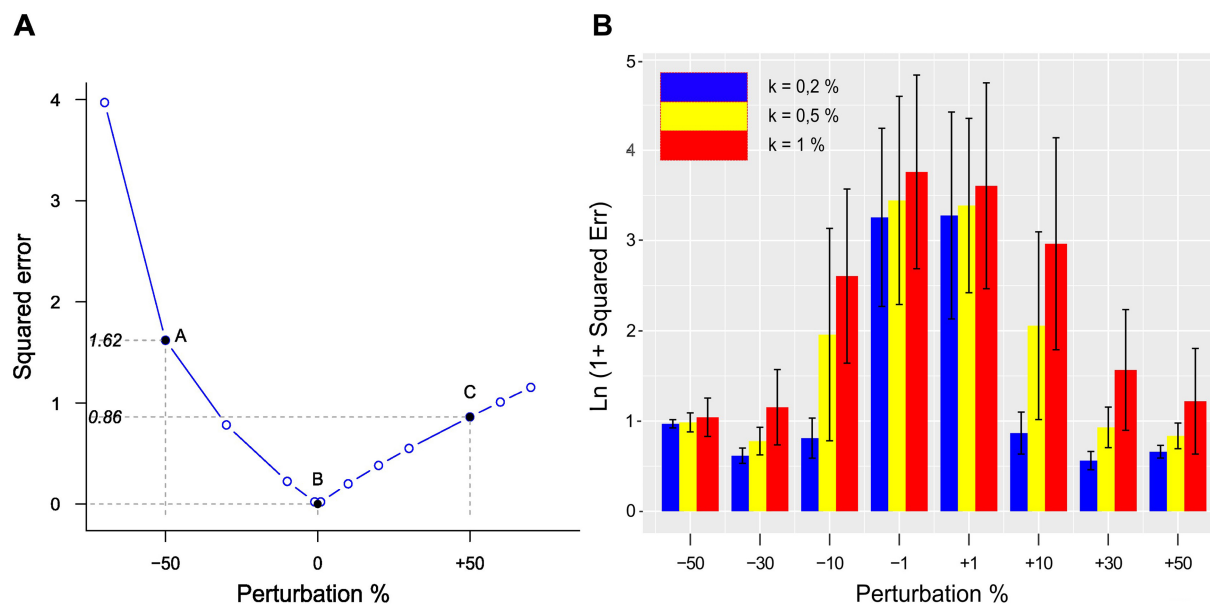 A
Squared error
4
3
2
1.62
1
0.86
0
A
B
C
−50
0
+50
Perturbation %
B
Ln (1+ Squared Err)
5
4
3
2
1
0
k = 0,2 %
k = 0,5 %
k = 1 %
−50
−30
−10
−1
+1
+10
+30
+50
Perturbation %